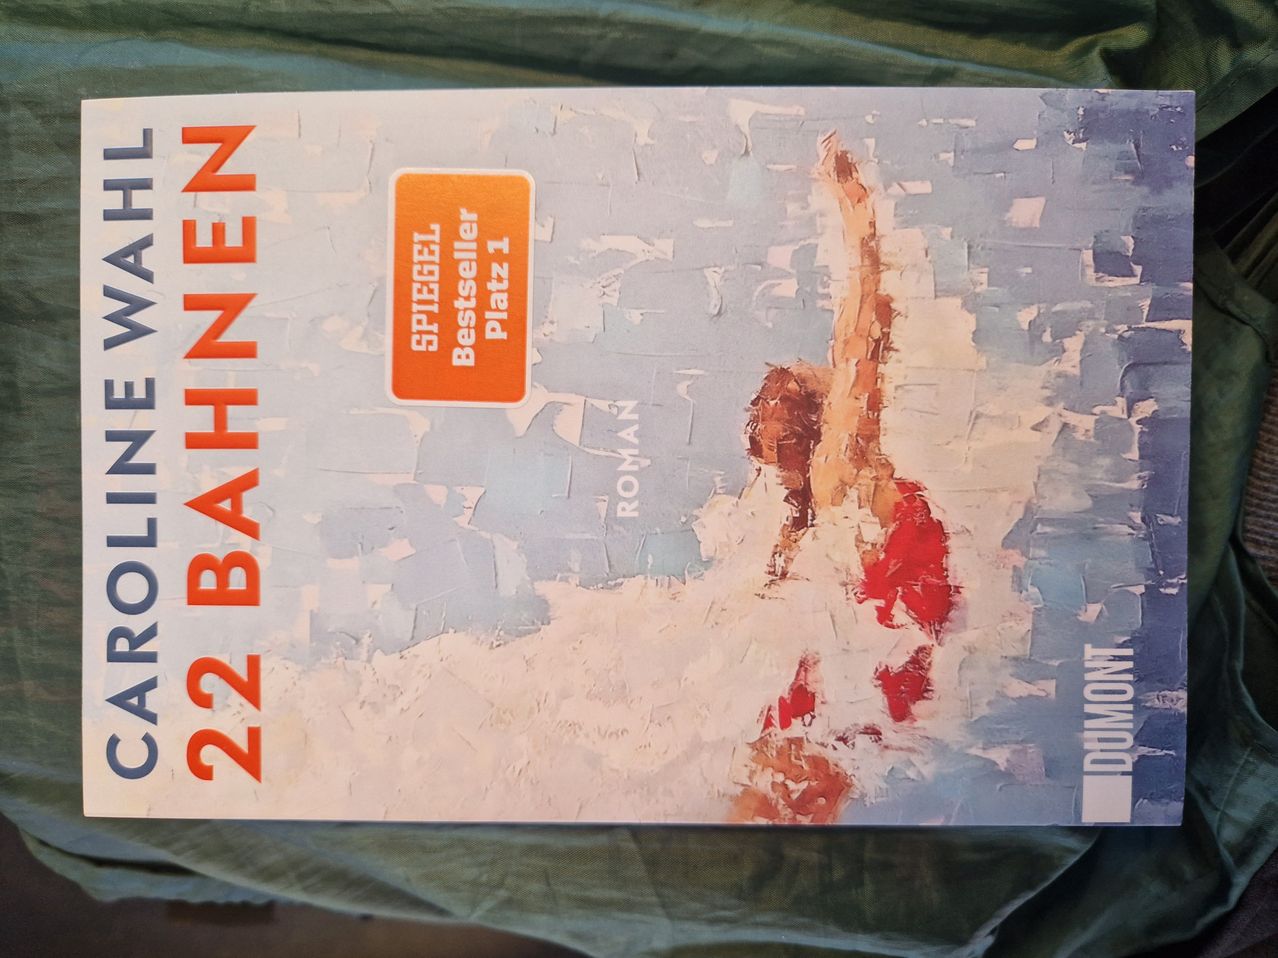 CAROLINE WAHL
22 BAHNEN
SPIEGEL
Bestseller
Platz 1
ROMAN
DUMONT